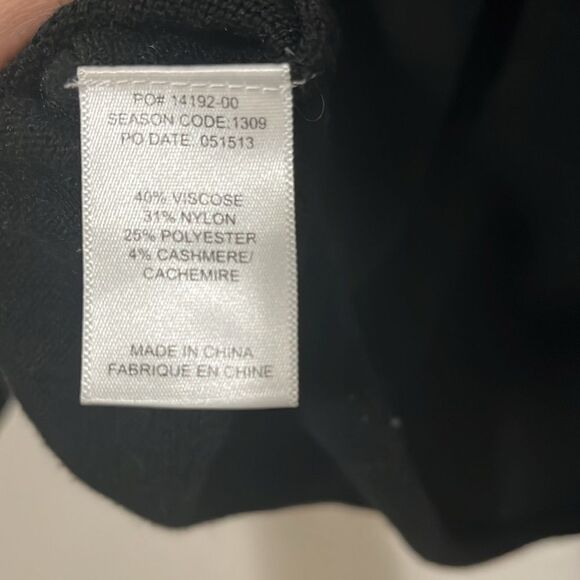 PO# 14192-00
SEASON CODE:1309
PO DATE: 051513
40% VISCOSE
31% NYLON
25% POLYESTER
4% CASHMERE/
CACHEMIRE
MADE IN CHINA
FABRIQUE EN CHINE